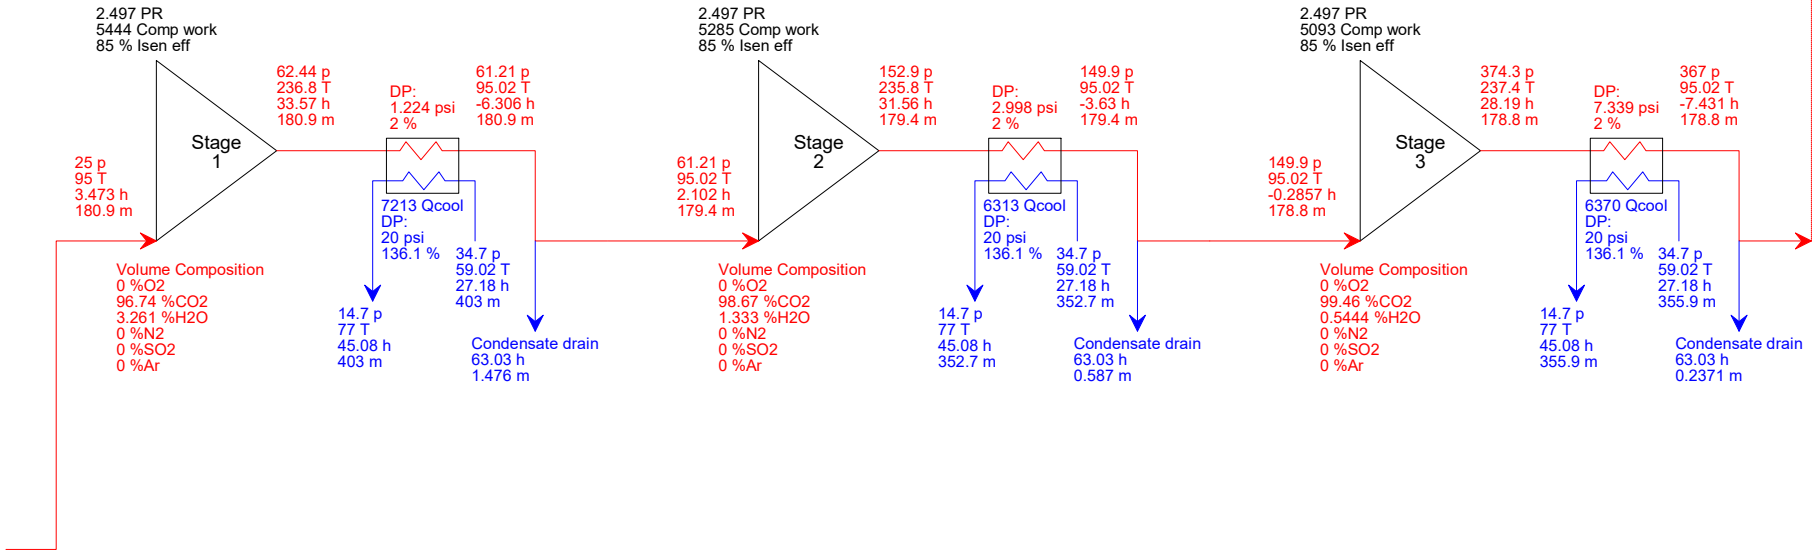 2.497 PR
5444 Comp work
85 % Isen eff
62.44 p
236.8 T
33.57 h
180.9 m
61.21 p
95.02 T
-6.306 h
180.9 m
DP:
1.224 psi
2 %
Stage
1
25 p
95 T
3.473 h
180.9 m
7213 Qcool
DP:
20 psi
136.1 %
34.7 p
59.02 T
27.18 h
403 m
Volume Composition
0 %O2
96.74 %CO2
3.261 %H2O
0 %N2
0 %SO2
0 %Ar
14.7 p
77 T
45.08 h
403 m
Condensate drain
63.03 h
1.476 m
2.497 PR
5285 Comp work
85 % Isen eff
152.9 p
235.8 T
31.56 h
179.4 m
149.9 p
95.02 T
-3.63 h
179.4 m
DP:
2.998 psi
2 %
Stage
2
61.21 p
95.02 T
2.102 h
179.4 m
6313 Qcool
DP:
20 psi
136.1 %
34.7 p
59.02 T
27.18 h
352.7 m
Volume Composition
0 %O2
98.67 %CO2
1.333 %H2O
0 %N2
0 %SO2
0 %Ar
14.7 p
77 T
45.08 h
352.7 m
Condensate drain
63.03 h
0.587 m
2.497 PR
5093 Comp work
85 % Isen eff
374.3 p
237.4 T
28.19 h
178.8 m
367 p
95.02 T
-7.431 h
178.8 m
DP:
7.339 psi
2 %
Stage
3
149.9 p
95.02 T
-0.2857 h
178.8 m
6370 Qcool
DP:
20 psi
136.1 %
34.7 p
59.02 T
27.18 h
355.9 m
Volume Composition
0 %O2
99.46 %CO2
0.5444 %H2O
0 %N2
0 %SO2
0 %Ar
14.7 p
77 T
45.08 h
355.9 m
Condensate drain
63.03 h
0.2371 m